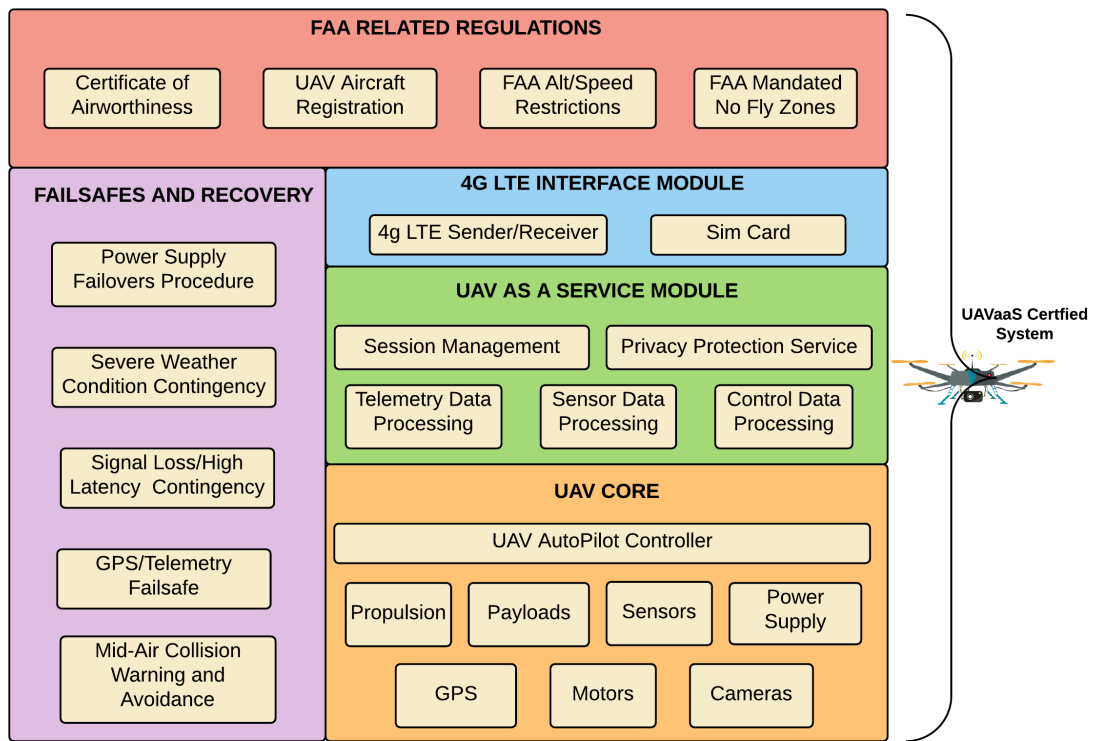 FAA RELATED REGULATIONS
Certificate of
Airworthiness
UAV Aircraft
Registration
FAA Alt/Speed
Restrictions
FAA Mandated
No Fly Zones
FAILSAFES AND RECOVERY
Power Supply
Failovers Procedure
Severe Weather
Condition Contingency
Signal Loss/High
Latency Contingency
GPS/Telemetry
Failsafe
Mid-Air Collision
Warning and
Avoidance
4G LTE INTERFACE MODULE
4g LTE Sender/Receiver
Sim Card
UAV AS A SERVICE MODULE
Session Management
Privacy Protection Service
Telemetry Data
Processing
Sensor Data
Processing
Control Data
Processing
UAV CORE
UAV AutoPilot Controller
Propulsion
Payloads
Sensors
Power
Supply
GPS
Motors
Cameras
UAVaaS Certfied
System